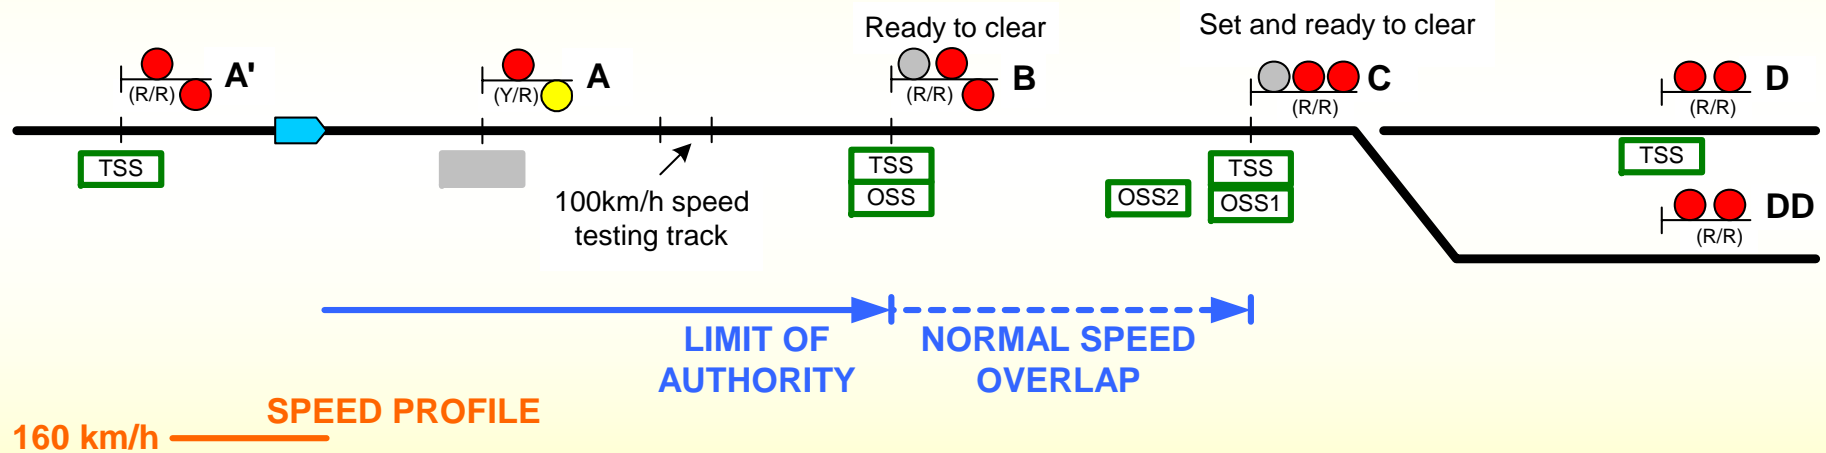 Ready to clear
Set and ready to clear
A'
(R/R)
A
(Y/R)
B
(R/R)
C
(R/R)
D
(R/R)
TSS
TSS
OSS
OSS2
TSS
OSS1
TSS
100km/h speed
testing track
DD
(R/R)
LIMIT OF
AUTHORITY
NORMAL SPEED
OVERLAP
SPEED PROFILE
160 km/h